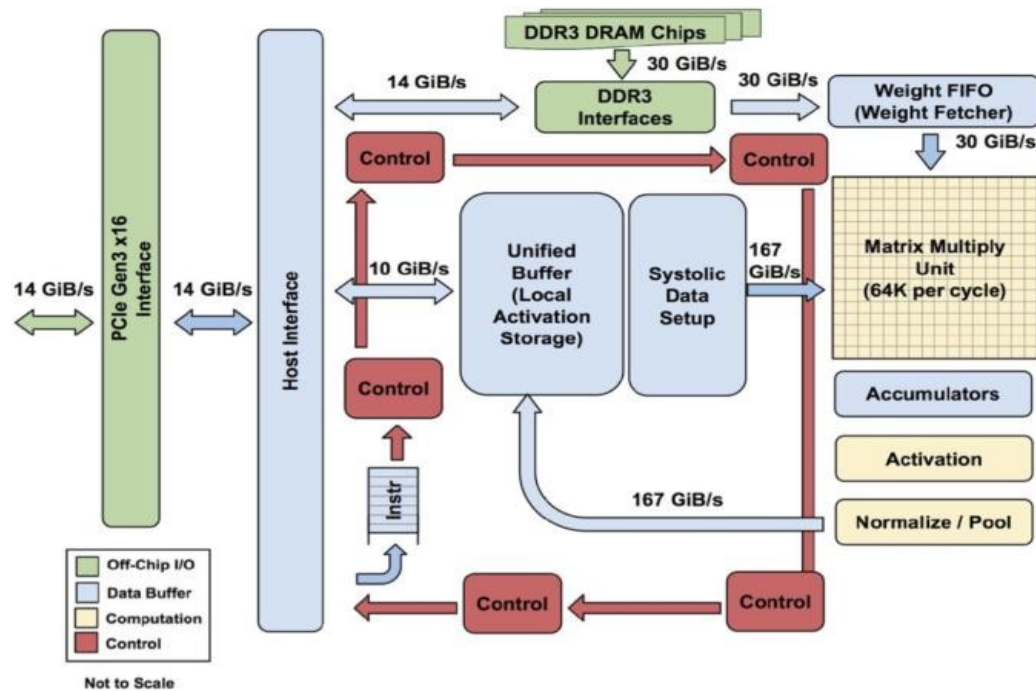 DDR3 DRAM Chips
30 GiB/s
14 GiB/s
30 GiB/s
DDR3
Interfaces
Weight FIFO
(Weight Fetcher)
30 GiB/s
Control
Control
Unified
Buffer
(Local
Activation
Storage)
Systolic
Data
Setup
167
GiB/s
Matrix Multiply
Unit
(64K per cycle)
10 GiB/s
14 GiB/s
PCIe Gen3 x16
Interface
14 GiB/s
Host Interface
Control
Accumulators
Activation
Instr
167 GiB/s
Normalize / Pool
Control
Control
Off-Chip I/O
Data Buffer
Computation
Control
Not to Scale